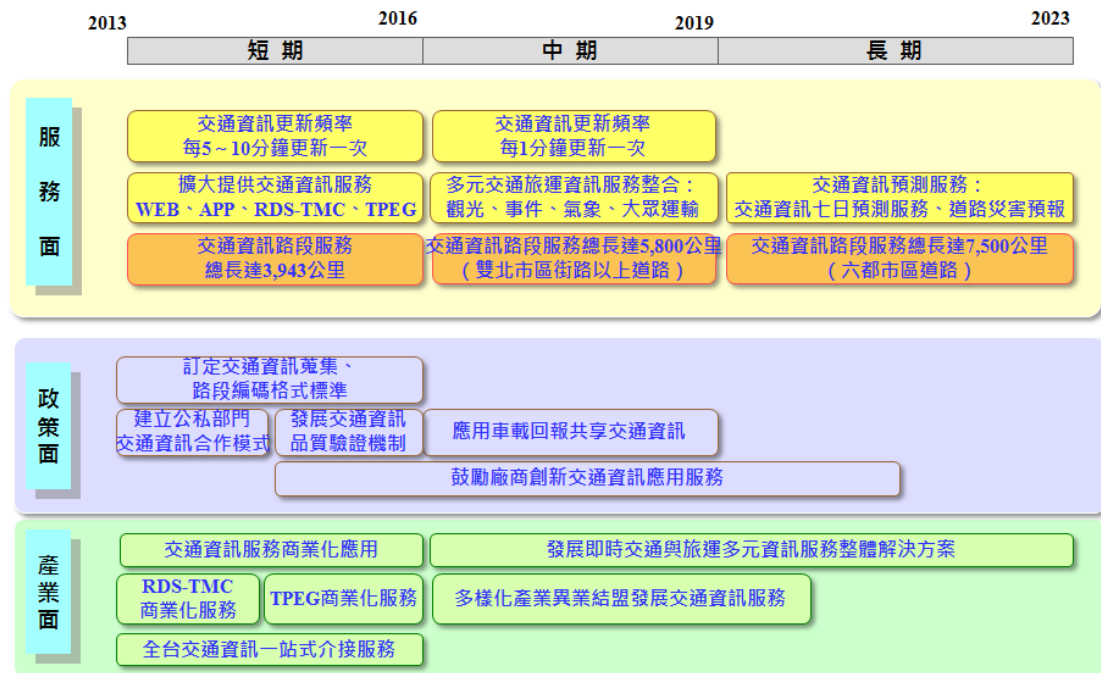 2013
2016
2019
2023
短 期
中 期
長 期
服務面
交通資訊更新頻率
每5～10分鐘更新一次
交通資訊更新頻率
每1分鐘更新一次
擴大提供交通資訊服務
WEB、APP、RDS-TMC、TPEG
多元交通旅運資訊服務整合：
觀光、事件、氣象、大眾運輸
交通資訊預測服務：
交通資訊七日預測服務、道路災害預報
交通資訊路段服務
總長達3,943公里
交通資訊路段服務總長達5,800公里
（雙北市區街路以上道路）
交通資訊路段服務總長達7,500公里
（六都市區道路）
政策面
訂定交通資訊蒐集、
路段編碼格式標準
建立公私部門
交通資訊合作模式
發展交通資訊
品質驗證機制
應用車載回報共享交通資訊
鼓勵廠商創新交通資訊應用服務
產業面
交通資訊服務商業化應用
發展即時交通與旅運多元資訊服務整體解決方案
RDS-TMC
商業化服務
TPEG商業化服務
多樣化產業異業結盟發展交通資訊服務
全台交通資訊一站式介接服務